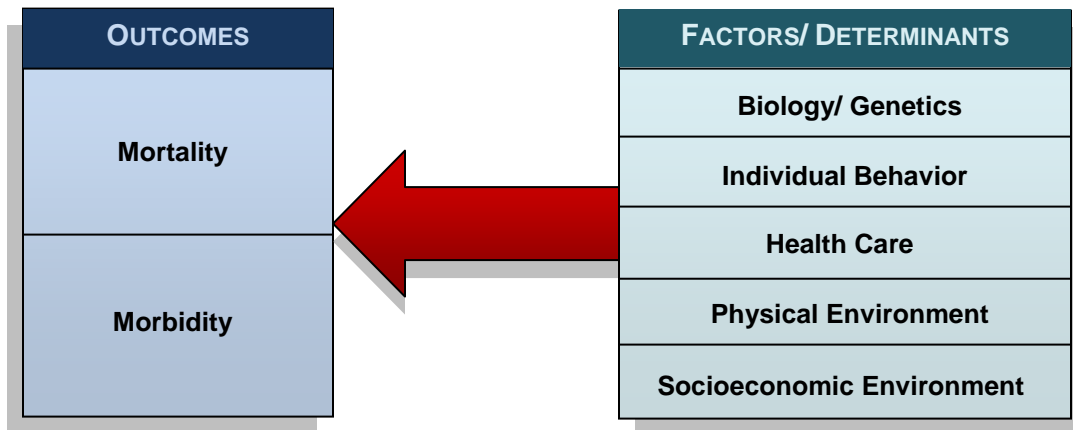 OUTCOMES
Mortality
Morbidity
FACTORS/ DETERMINANTS
Biology/ Genetics
Individual Behavior
Health Care
Physical Environment
Socioeconomic Environment